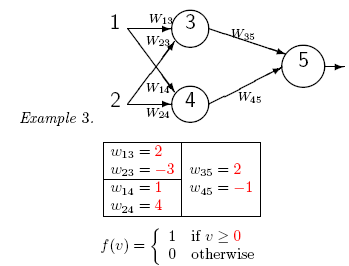 1 W₁₃ 3
W₂₃ W₃₅
5
W₁₄
2 W₂₄ 4 W₄₅
Example 3.
w₁₃ = 2
w₂₃ = −3 w₃₅ = 2
w₁₄ = 1 w₄₅ = −1
w₂₄ = 4
f(v) = { 1 if v ≥ 0
0 otherwise